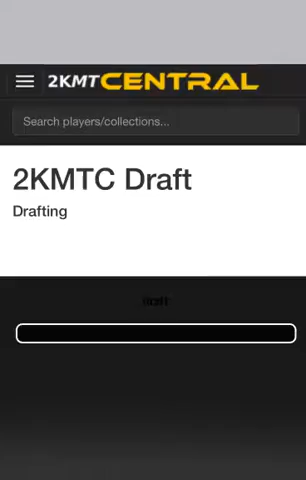 2KMTCENTRAL
Search players/collections...
2KMTC Draft
Drafting